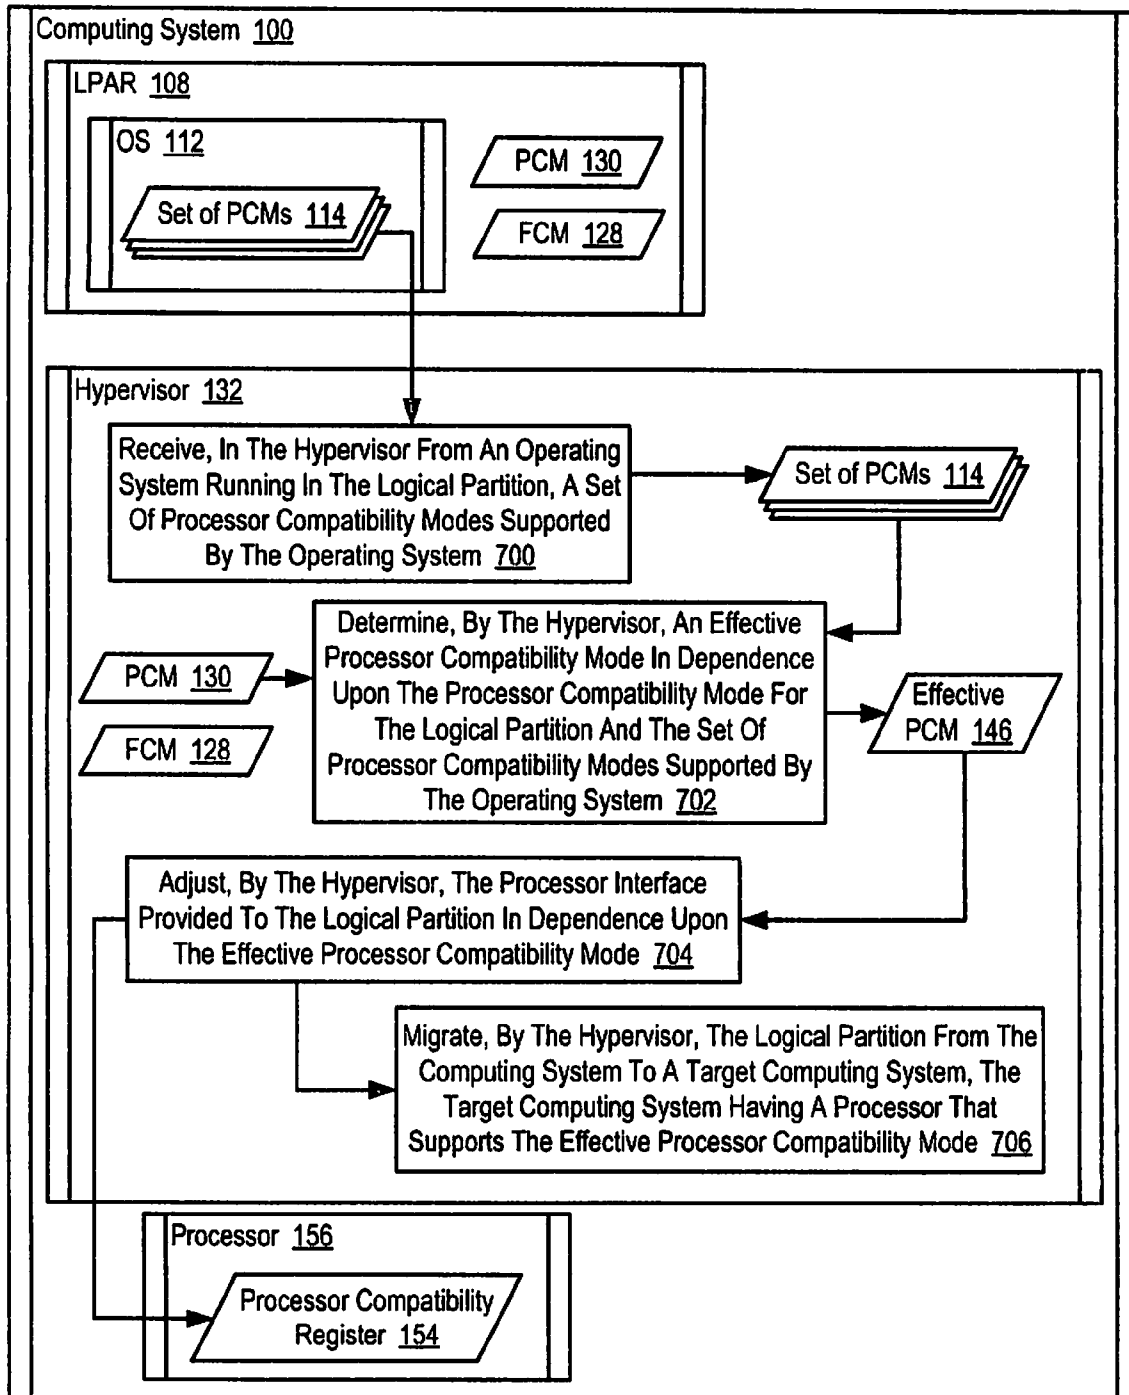 Computing System 100
LPAR 108
OS 112
Set of PCMs 114
PCM 130
FCM 128
Hypervisor 132
Receive, In The Hypervisor From An Operating
System Running In The Logical Partition, A Set
Of Processor Compatibility Modes Supported
By The Operating System 700
Set of PCMs 114
Determine, By The Hypervisor, An Effective
Processor Compatibility Mode In Dependence
Upon The Processor Compatibility Mode For
The Logical Partition And The Set Of
Processor Compatibility Modes Supported By
The Operating System 702
PCM 130
FCM 128
Effective
PCM 146
Adjust, By The Hypervisor, The Processor Interface
Provided To The Logical Partition In Dependence Upon
The Effective Processor Compatibility Mode 704
Migrate, By The Hypervisor, The Logical Partition From The
Computing System To A Target Computing System, The
Target Computing System Having A Processor That
Supports The Effective Processor Compatibility Mode 706
Processor 156
Processor Compatibility
Register 154